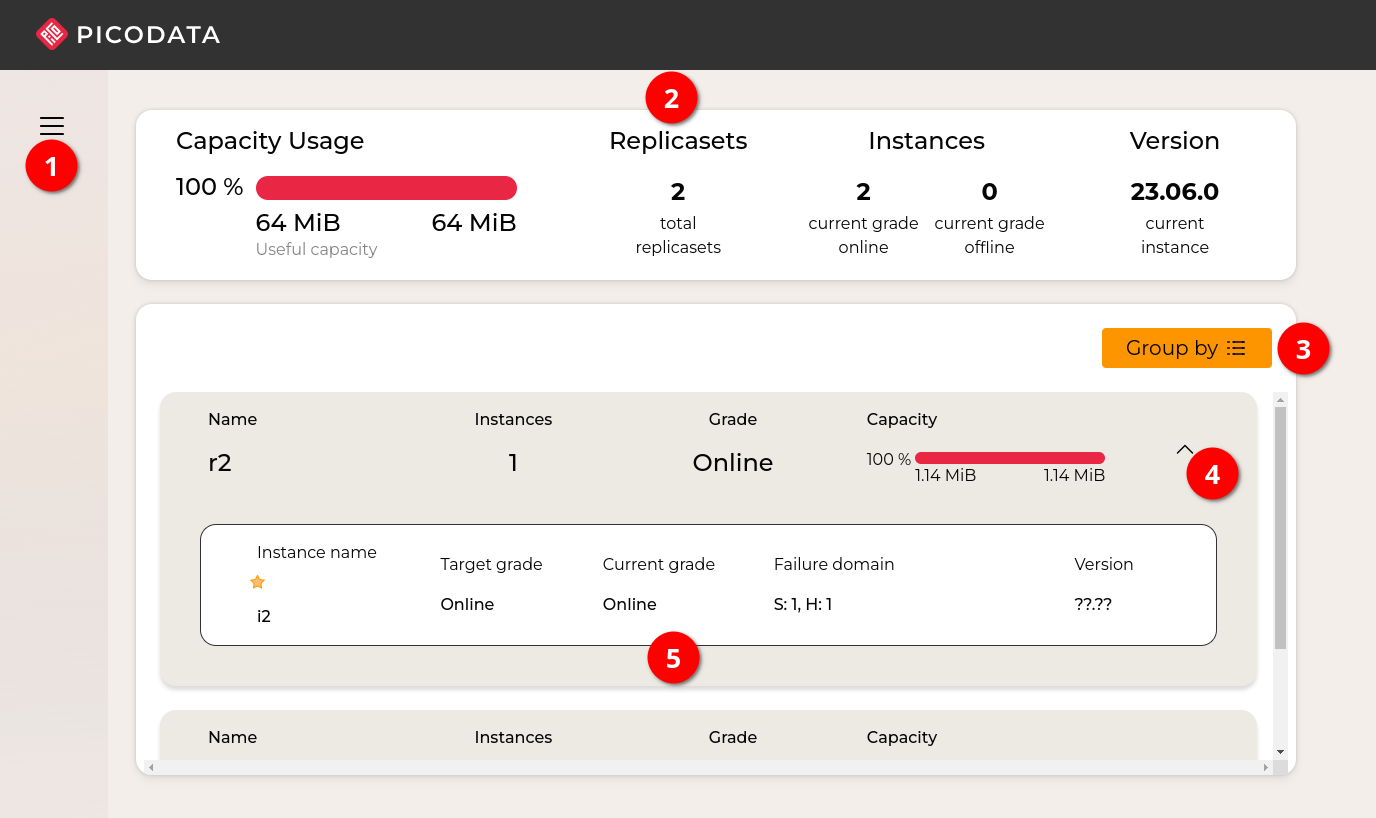 PICODATA
1
2
Capacity Usage
100 %
64 MiB 64 MiB
Useful capacity
Replicasets
2
total
replicasets
Instances
2
current grade
online
0
current grade
offline
Version
23.06.0
current
instance
Group by
3
Name Instances Grade Capacity
r2 1 Online 100 %
1.14 MiB 1.14 MiB
4
Instance name
i2
Target grade
Online
Current grade
Online
Failure domain
S: 1, H: 1
Version
??.??
5
Name Instances Grade Capacity